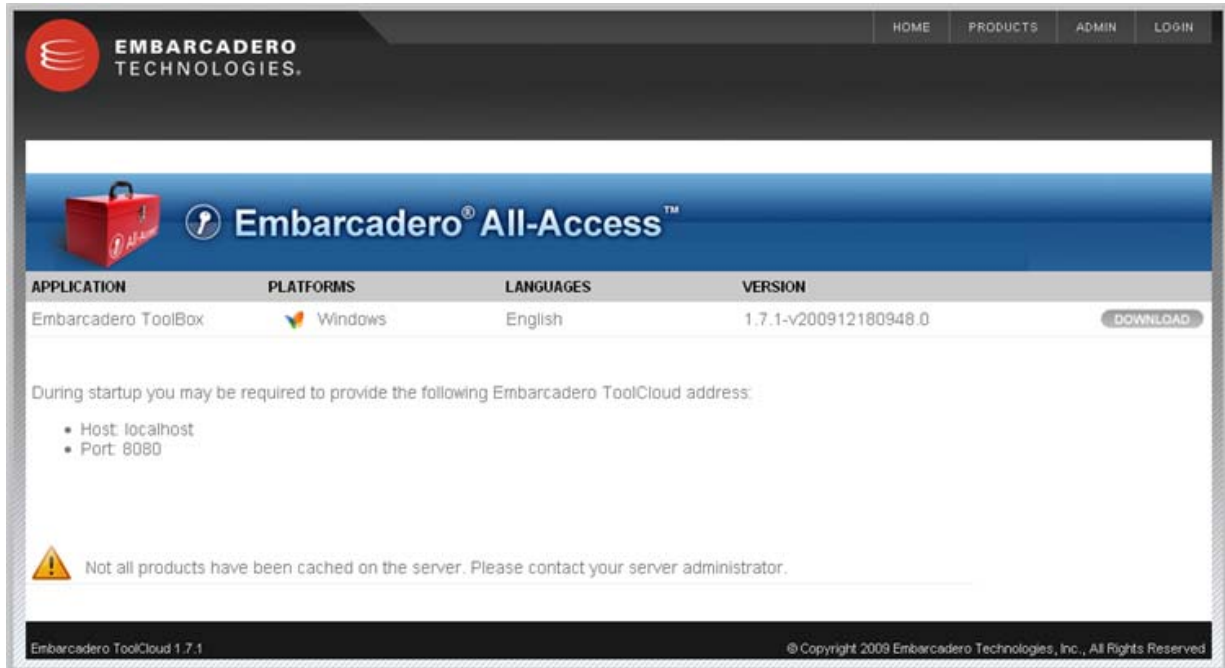 HOME PRODUCTS ADMIN LOGIN
EMBARCADERO
TECHNOLOGIES.
All-Access
Embarcadero® All-Access™
APPLICATION PLATFORMS LANGUAGES VERSION
Embarcadero ToolBox Windows English 1.7.1-v200912180948.0 DOWNLOAD
During startup you may be required to provide the following Embarcadero ToolCloud address:
• Host: localhost
• Port: 8080
Not all products have been cached on the server. Please contact your server administrator.
Embarcadero ToolCloud 1.7.1 © Copyright 2009 Embarcadero Technologies, Inc., All Rights Reserved